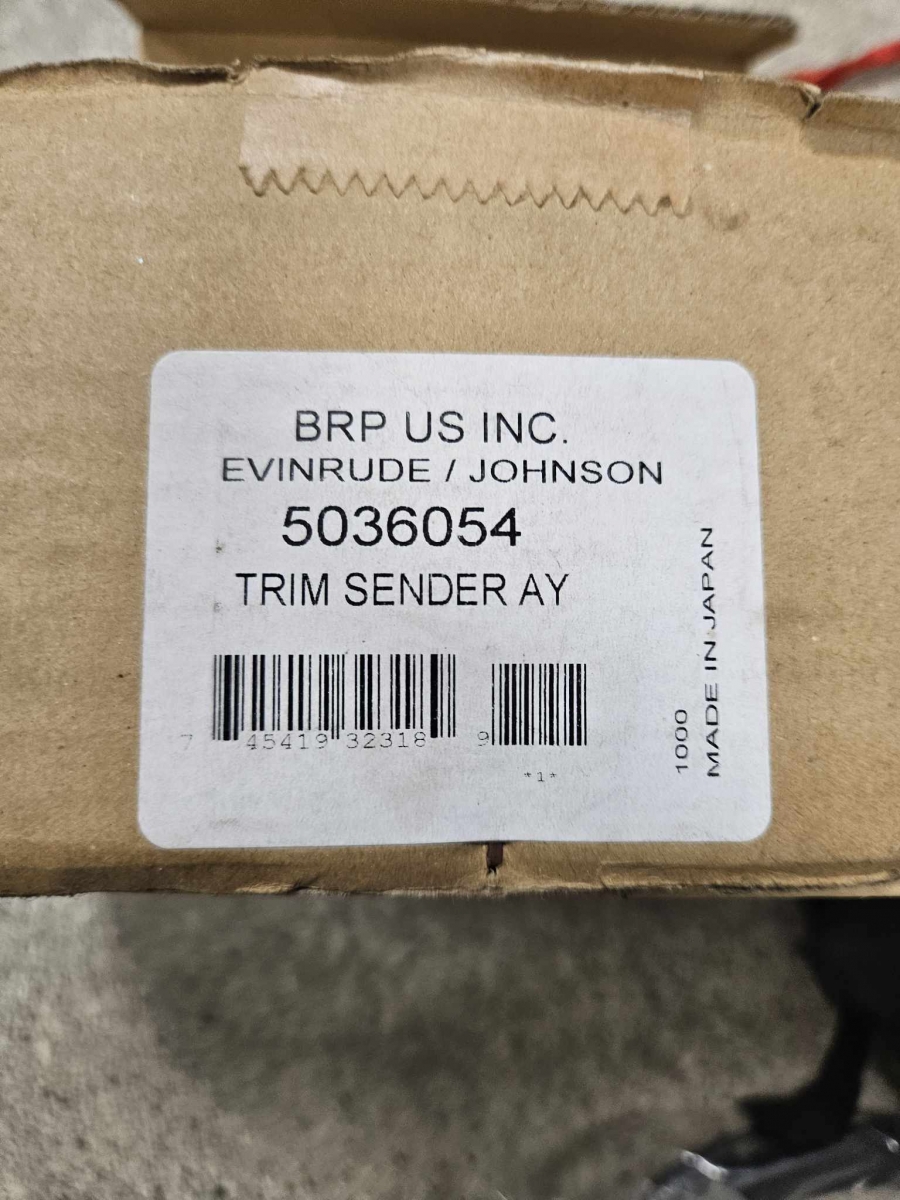 BRP US INC.
EVINRUDE / JOHNSON
5036054
TRIM SENDER AY
7 45419 32318 9
*1*
1000
MADE IN JAPAN